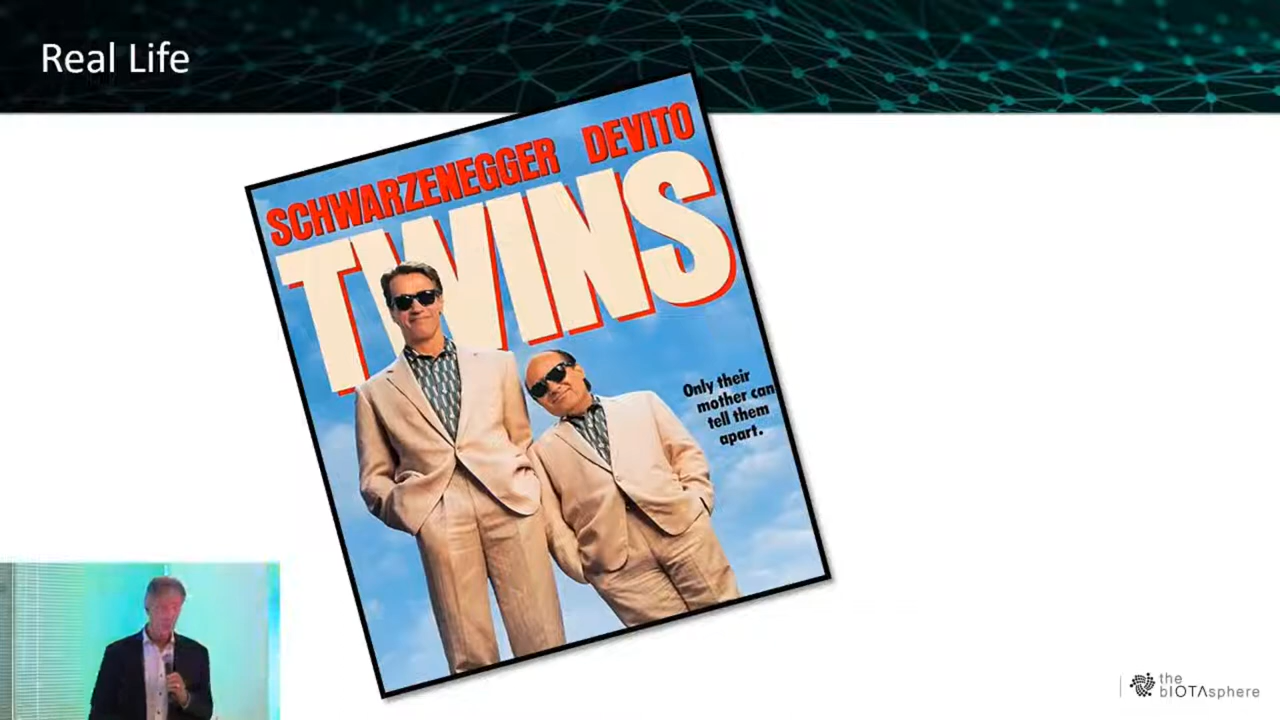 Real Life
SCHWARZENEGGER DEVITO
TWINS
Only their
mother can
tell them
apart.
the
bIOTAsphere